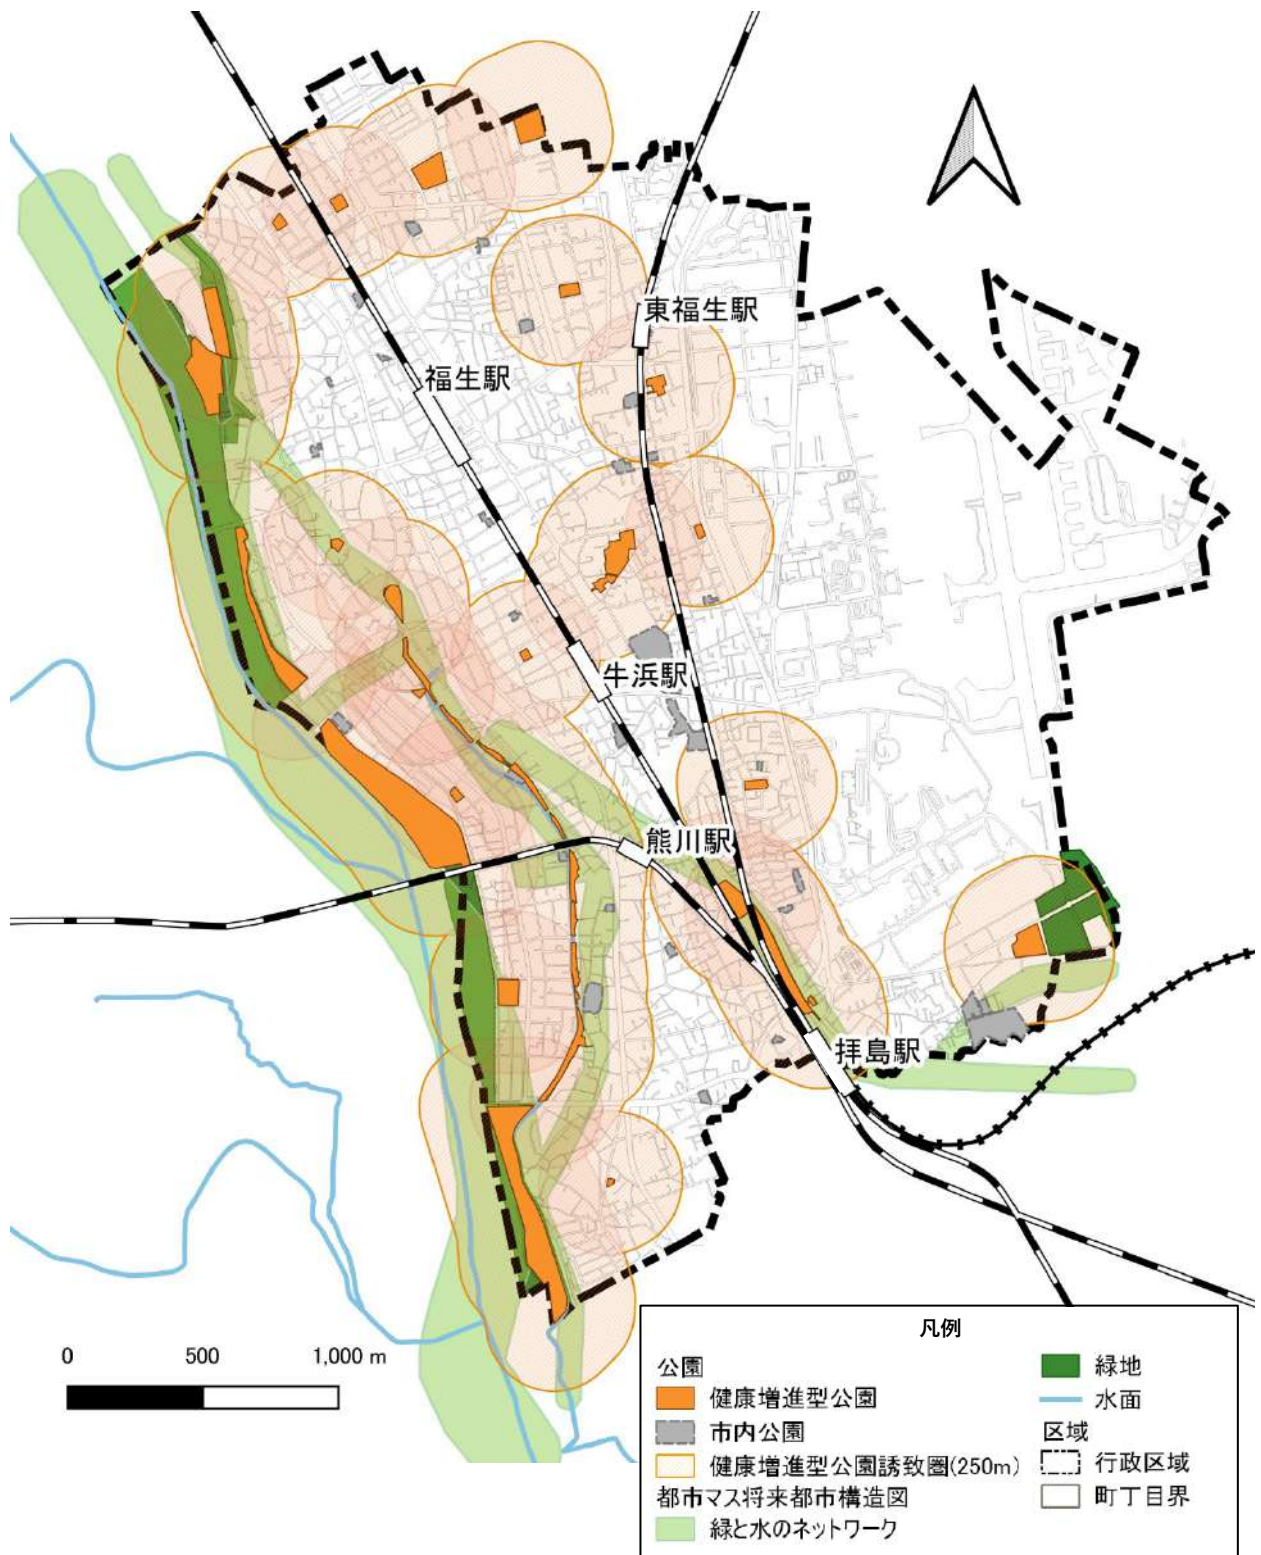 東福生駅
福生駅
牛浜駅
熊川駅
拝島駅
0 500 1,000 m
凡例
公園
健康増進型公園
市内公園
健康増進型公園誘致圏(250m)
都市マス将来都市構造図
緑と水のネットワーク
緑地
水面
区域
行政区域
町丁目界